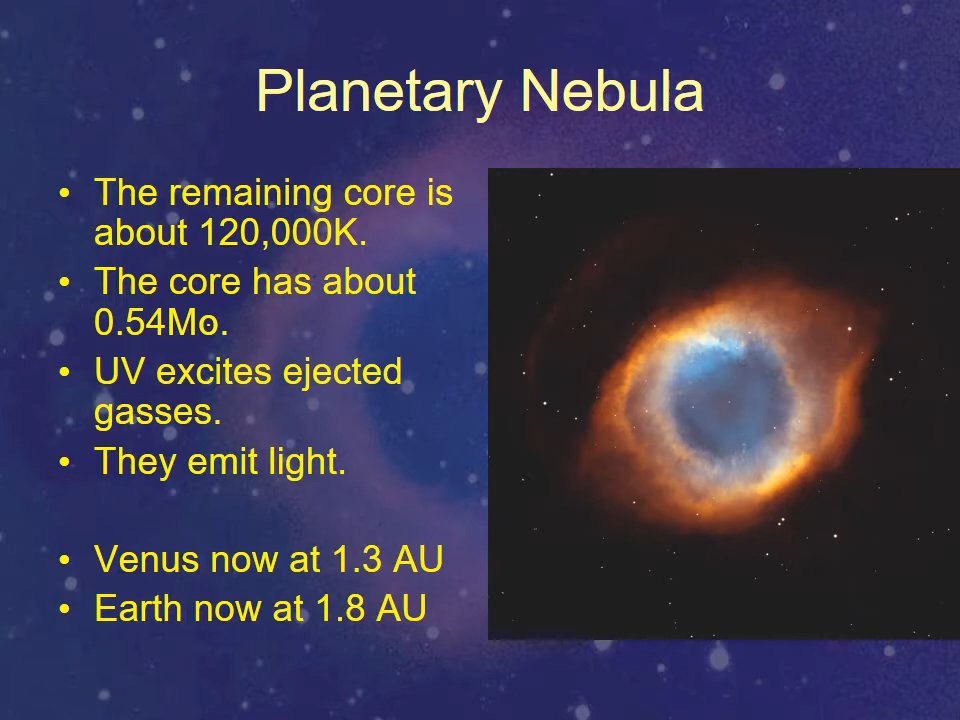 Planetary Nebula
• The remaining core is
about 120,000K.
• The core has about
0.54Mo.
• UV excites ejected
gasses.
• They emit light.
• Venus now at 1.3 AU
• Earth now at 1.8 AU